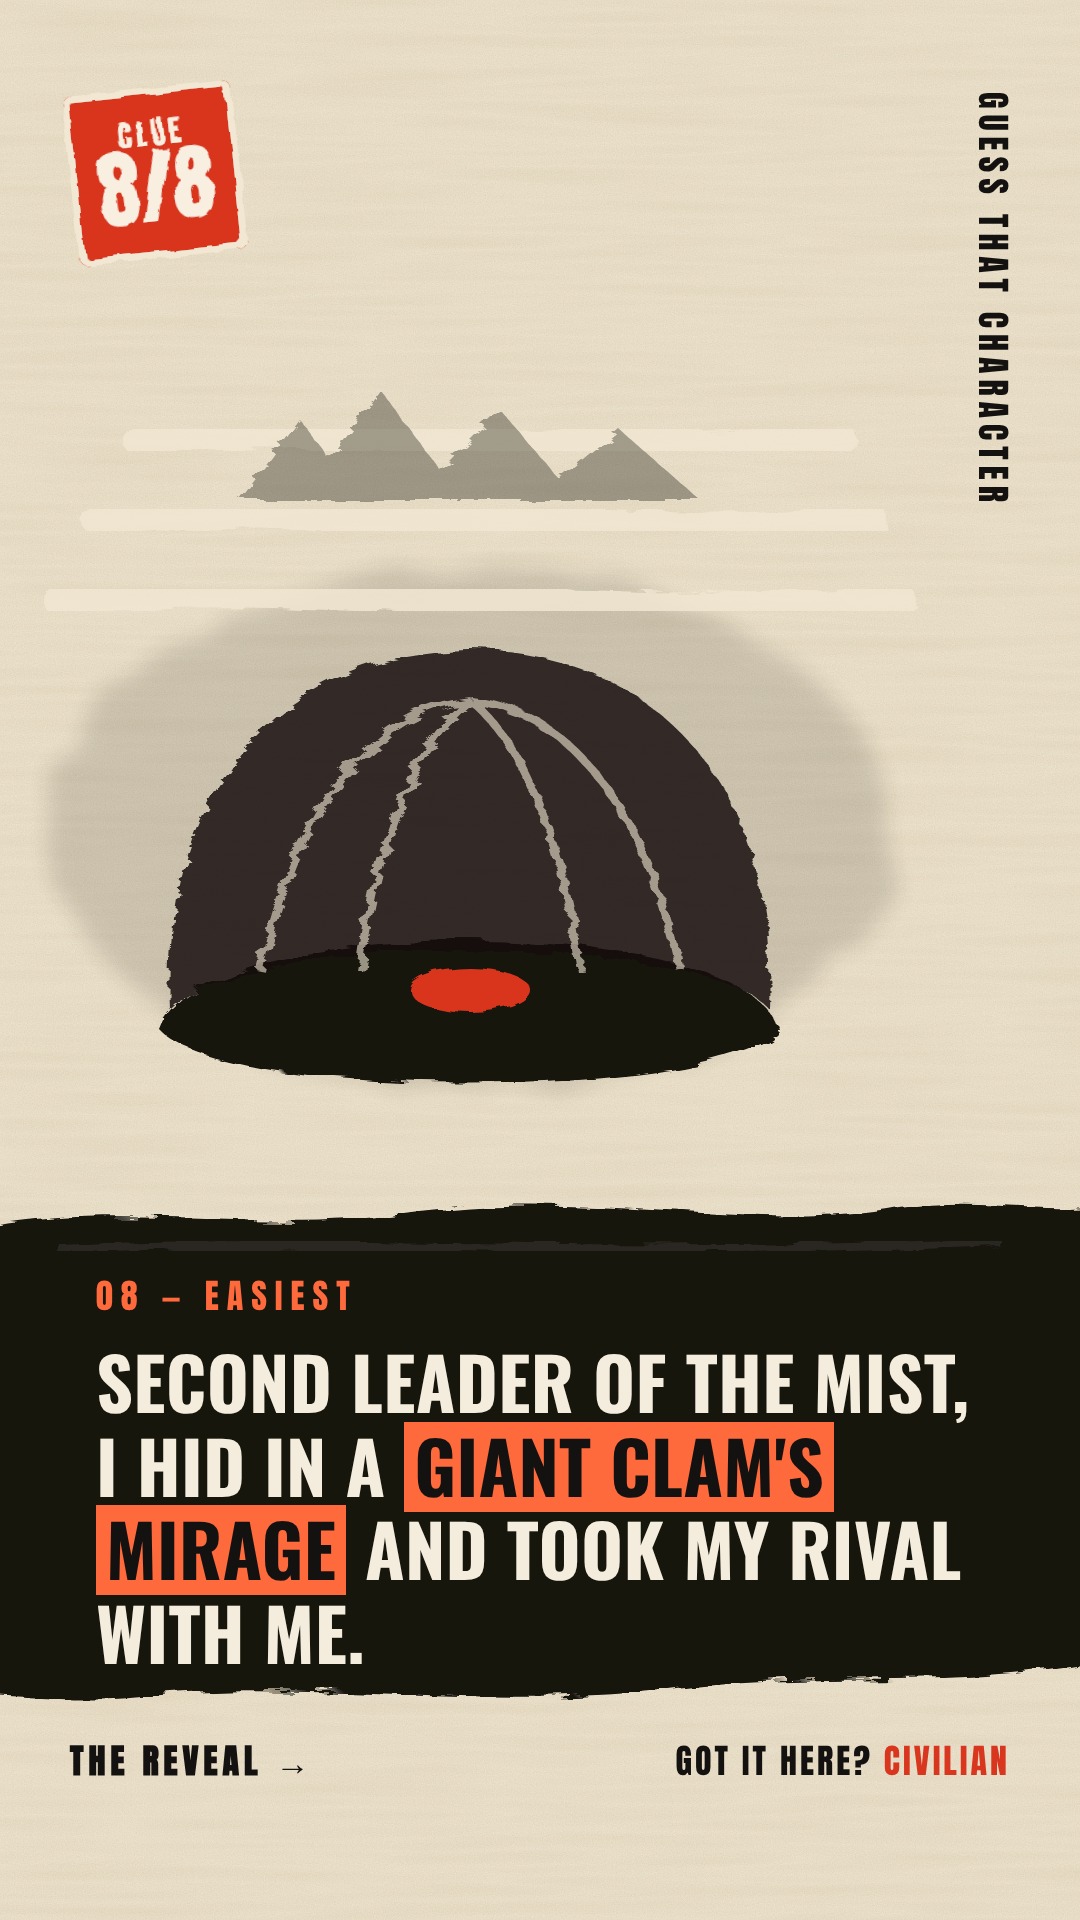 CLUE
8/8
GUESS THAT CHARACTER
08 – EASIEST
SECOND LEADER OF THE MIST,
I HID IN A GIANT CLAM'S
MIRAGE AND TOOK MY RIVAL
WITH ME.
THE REVEAL →
GOT IT HERE? CIVILIAN